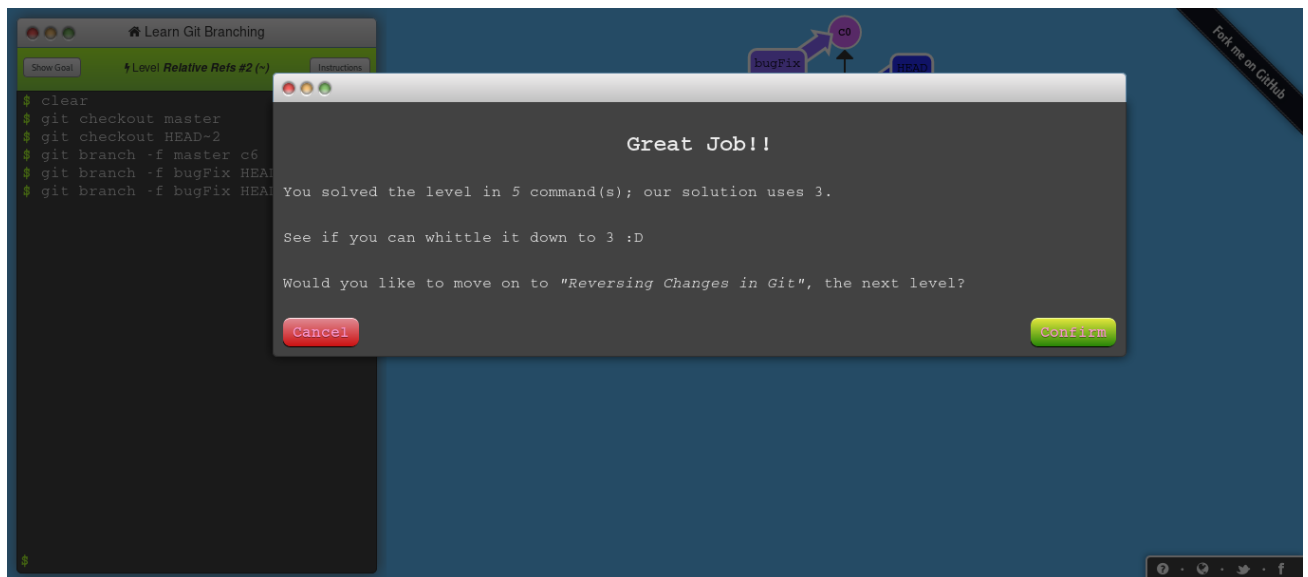 Learn Git Branching
Show Goal
Level Relative Refs #2 (~)
Instructions
$ clear
$ git checkout master
$ git checkout HEAD~2
$ git branch -f master c6
$ git branch -f bugFix HEA
$ git branch -f bugFix HEA
$
c0
bugFix
HEAD
Fork me on GitHub
Great Job!!
You solved the level in 5 command(s); our solution uses 3.
See if you can whittle it down to 3 :D
Would you like to move on to "Reversing Changes in Git", the next level?
Cancel
Confirm